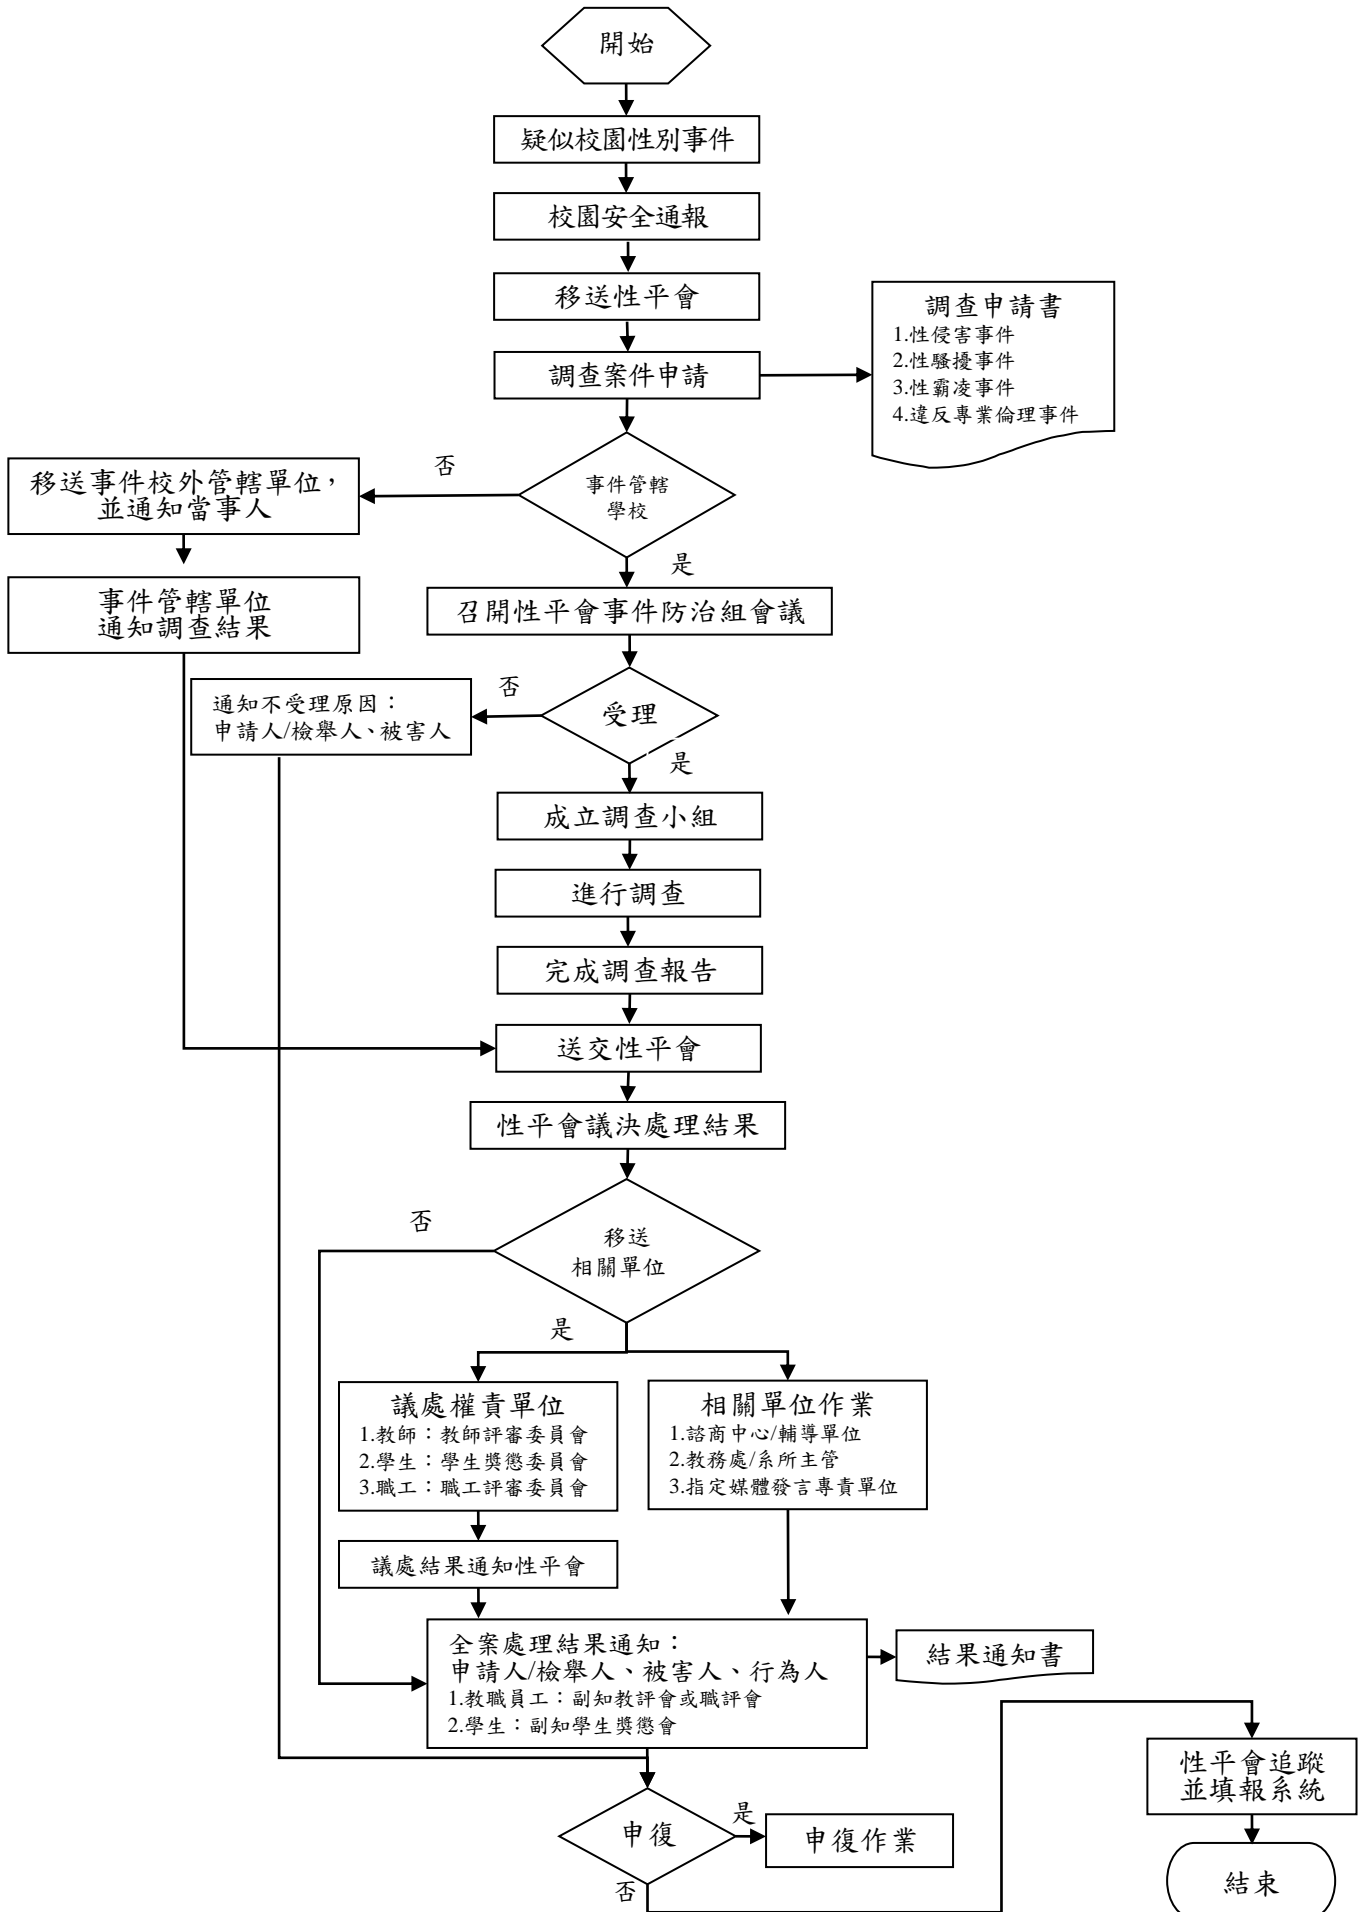 開始
疑似校園性別事件
校園安全通報
移送性平會
調查案件申請
調查申請書
1.性侵害事件
2.性騷擾事件
3.性霸凌事件
4.違反專業倫理事件
事件管轄
學校
否
移送事件校外管轄單位，
並通知當事人
事件管轄單位
通知調查結果
是
召開性平會事件防治組會議
受理
否
通知不受理原因：
申請人/檢舉人、被害人
是
成立調查小組
進行調查
完成調查報告
送交性平會
性平會議決處理結果
移送
相關單位
否
是
議處權責單位
1.教師：教師評審委員會
2.學生：學生獎懲委員會
3.職工：職工評審委員會
相關單位作業
1.諮商中心/輔導單位
2.教務處/系所主管
3.指定媒體發言專責單位
議處結果通知性平會
全案處理結果通知：
申請人/檢舉人、被害人、行為人
1.教職員工：副知教評會或職評會
2.學生：副知學生獎懲會
結果通知書
申復
是
申復作業
否
性平會追蹤
並填報系統
結束